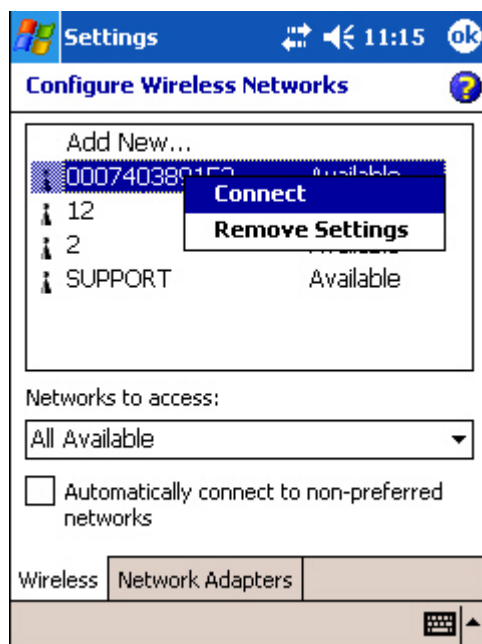 Settings 11:15 ok
Configure Wireless Networks ?
Add New...
Connect
Remove Settings
12
2 Available
SUPPORT Available
Networks to access:
All Available
Automatically connect to non-preferred
networks
Wireless Network Adapters